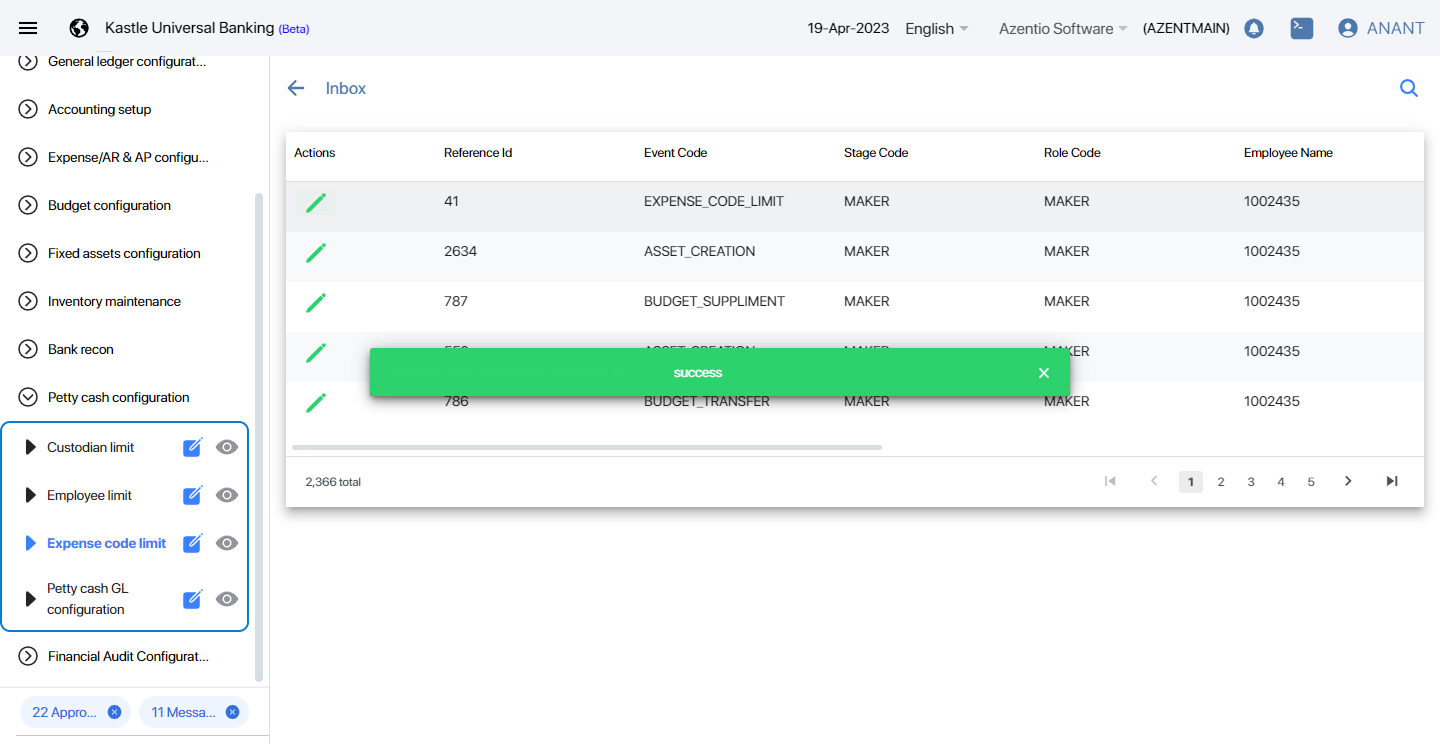 Kastle Universal Banking (Beta)
19-Apr-2023 English Azentio Software (AZENTMAIN) ANANT
General ledger configurat...
Accounting setup
Expense/AR & AP configu...
Budget configuration
Fixed assets configuration
Inventory maintenance
Bank recon
Petty cash configuration
Custodian limit
Employee limit
Expense code limit
Petty cash GL
configuration
Financial Audit Configurat...
22 Appro... 11 Messa...
Inbox
Actions Reference Id Event Code Stage Code Role Code Employee Name
41 EXPENSE_CODE_LIMIT MAKER MAKER 1002435
2634 ASSET_CREATION MAKER MAKER 1002435
787 BUDGET_SUPPLIMENT MAKER MAKER 1002435
ASSET_CREATION MAKER MAKER 1002435
success
786 BUDGET_TRANSFER MAKER MAKER 1002435
2,366 total
1 2 3 4 5